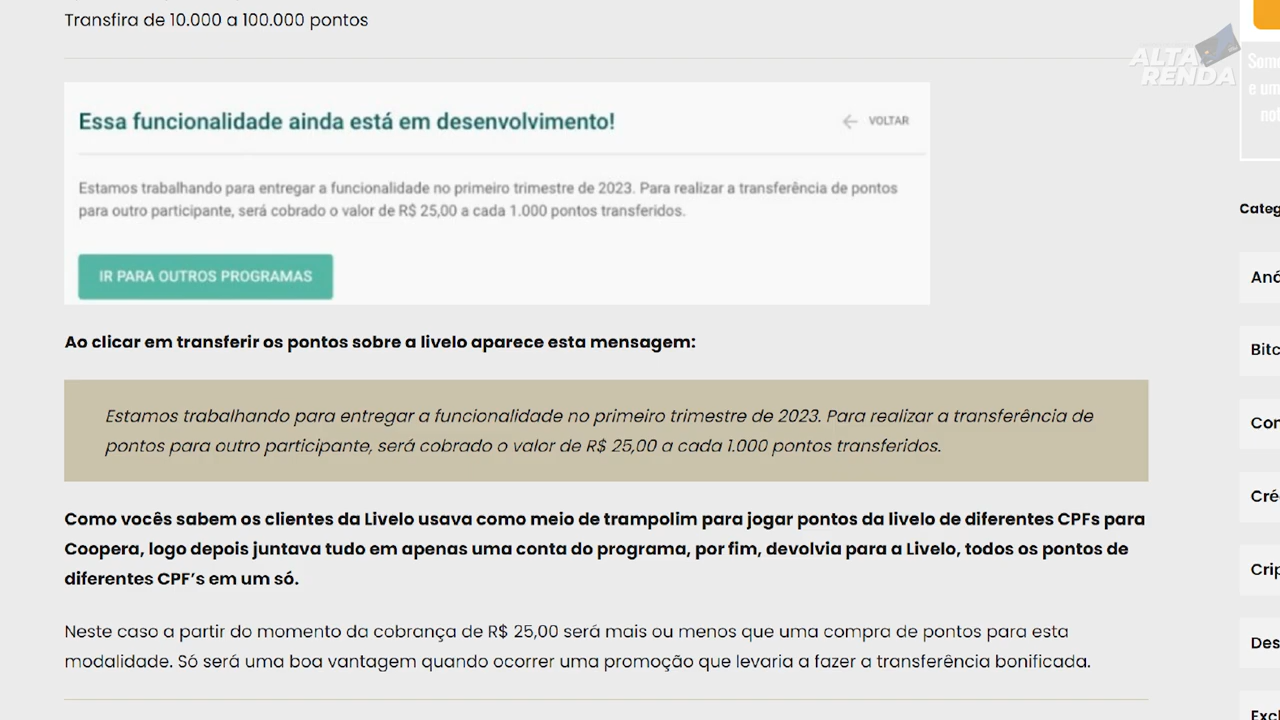 Transfira de 10.000 a 100.000 pontos
ALTA
RENDA
Essa funcionalidade ainda está em desenvolvimento!
VOLTAR
Estamos trabalhando para entregar a funcionalidade no primeiro trimestre de 2023. Para realizar a transferência de pontos
para outro participante, será cobrado o valor de R$ 25,00 a cada 1.000 pontos transferidos.
IR PARA OUTROS PROGRAMAS
Ao clicar em transferir os pontos sobre a livelo aparece esta mensagem:
Estamos trabalhando para entregar a funcionalidade no primeiro trimestre de 2023. Para realizar a transferência de
pontos para outro participante, será cobrado o valor de R$ 25,00 a cada 1.000 pontos transferidos.
Como vocês sabem os clientes da Livelo usava como meio de trampolim para jogar pontos da livelo de diferentes CPFs para
Coopera, logo depois juntava tudo em apenas uma conta do programa, por fim, devolvia para a Livelo, todos os pontos de
diferentes CPF’s em um só.
Neste caso a partir do momento da cobrança de R$ 25,00 será mais ou menos que uma compra de pontos para esta
modalidade. Só será uma boa vantagem quando ocorrer uma promoção que levaria a fazer a transferência bonificada.
Some
e um
not
Categ
Aná
Bitc
Con
Cré
Crip
Des
Excl